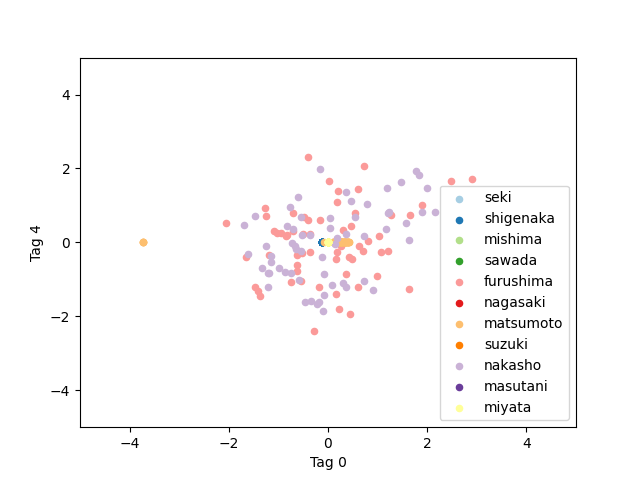 4
2
0
−2
−4
Tag 4
−4 −2 0 2 4
Tag 0
seki
shigenaka
mishima
sawada
furushima
nagasaki
matsumoto
suzuki
nakasho
masutani
miyata